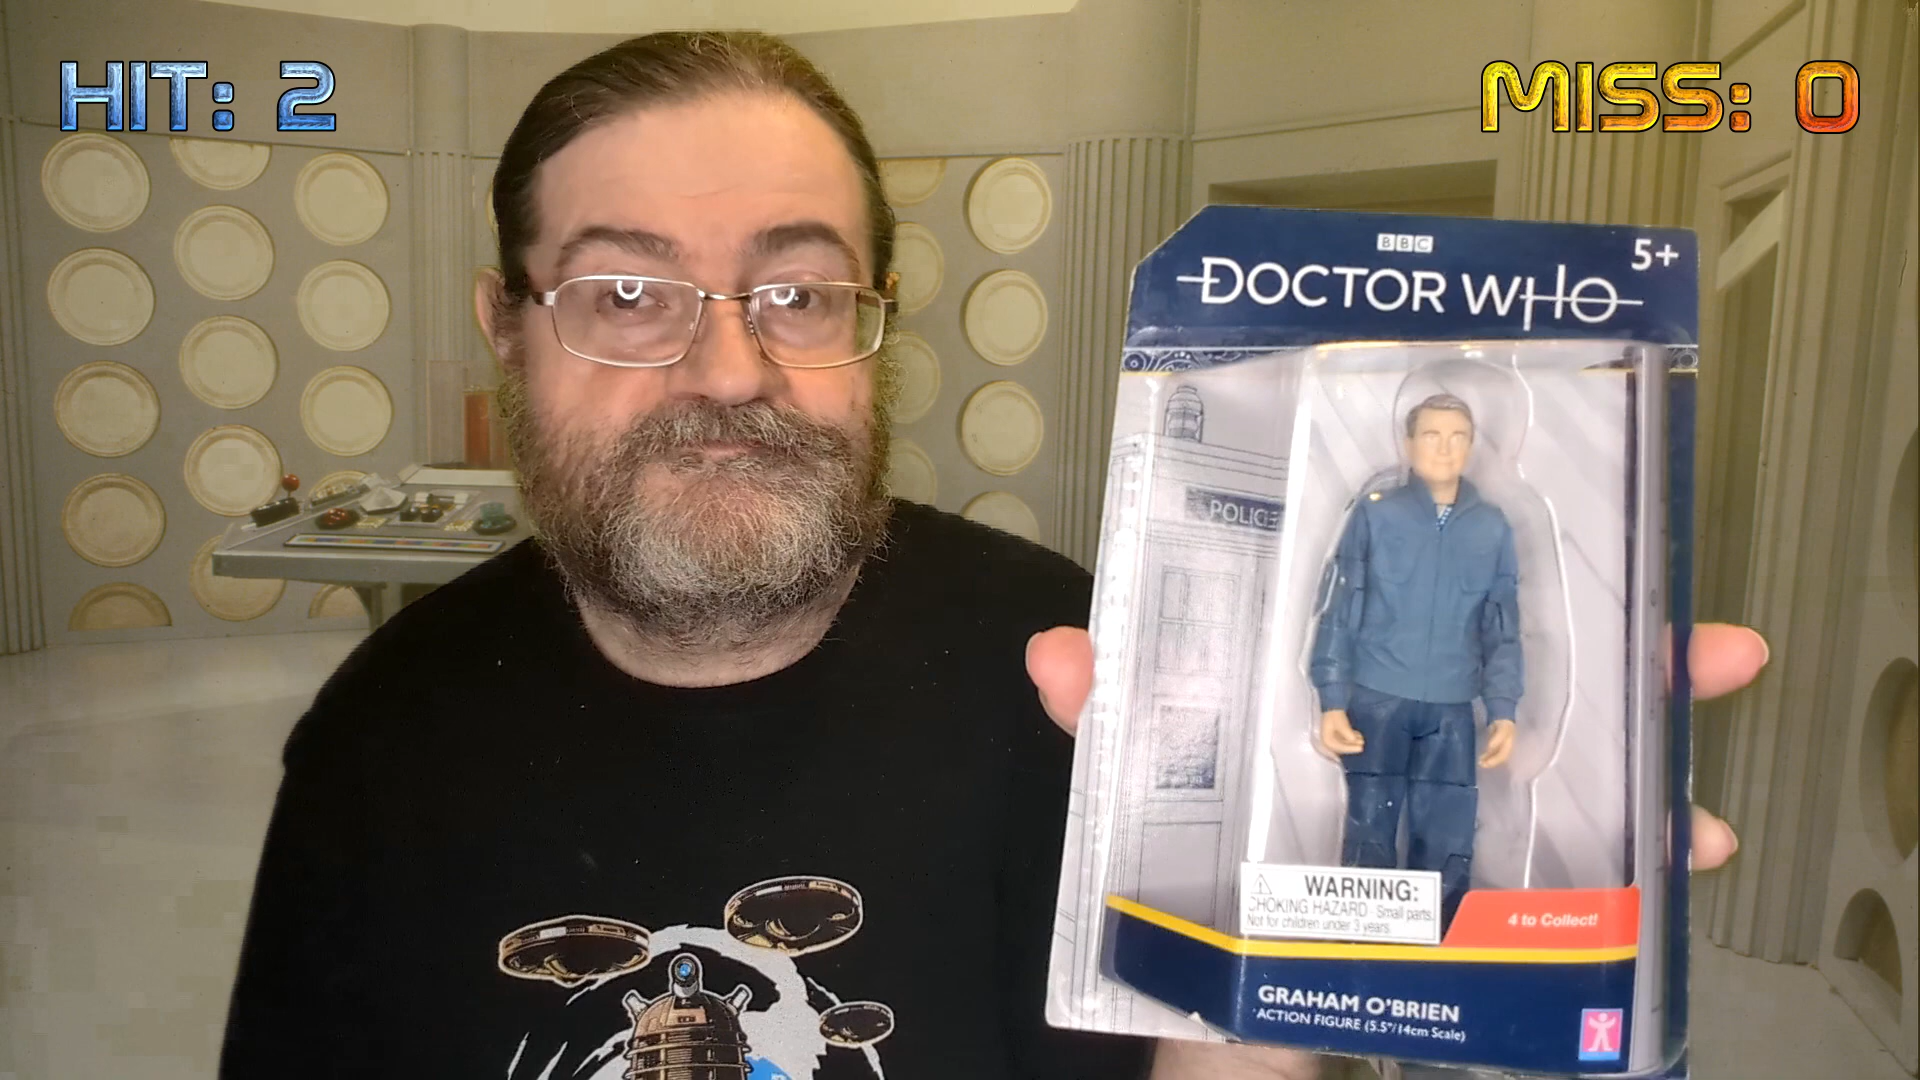 HIT: 2
MISS: 0
BBC
5+
DOCTOR WHO
POLICE
WARNING:
CHOKING HAZARD - Small parts.
Not for children under 3 years.
4 to Collect!
GRAHAM O'BRIEN
ACTION FIGURE (5.5"/14cm Scale)